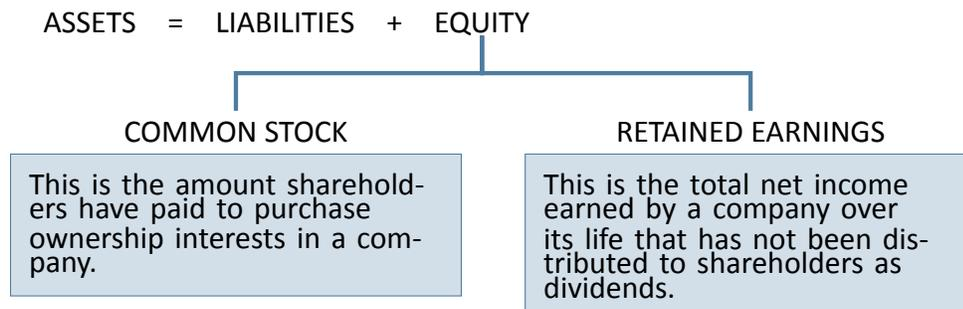 ASSETS = LIABILITIES + EQUITY
COMMON STOCK
This is the amount sharehold-
ers have paid to purchase
ownership interests in a com-
pany.
RETAINED EARNINGS
This is the total net income
earned by a company over
its life that has not been dis-
tributed to shareholders as
dividends.